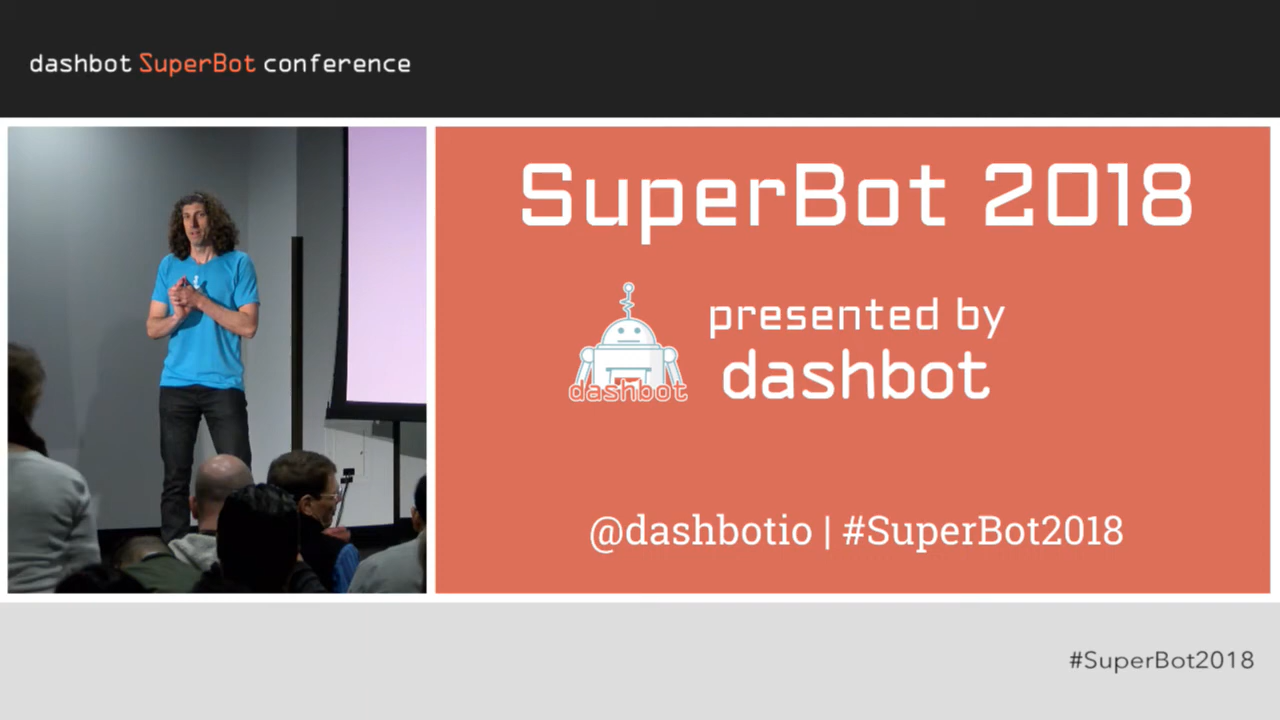 dashbot SuperBot conference
SuperBot 2018
presented by
dashbot
dashbot
@dashbotio | #SuperBot2018
#SuperBot2018